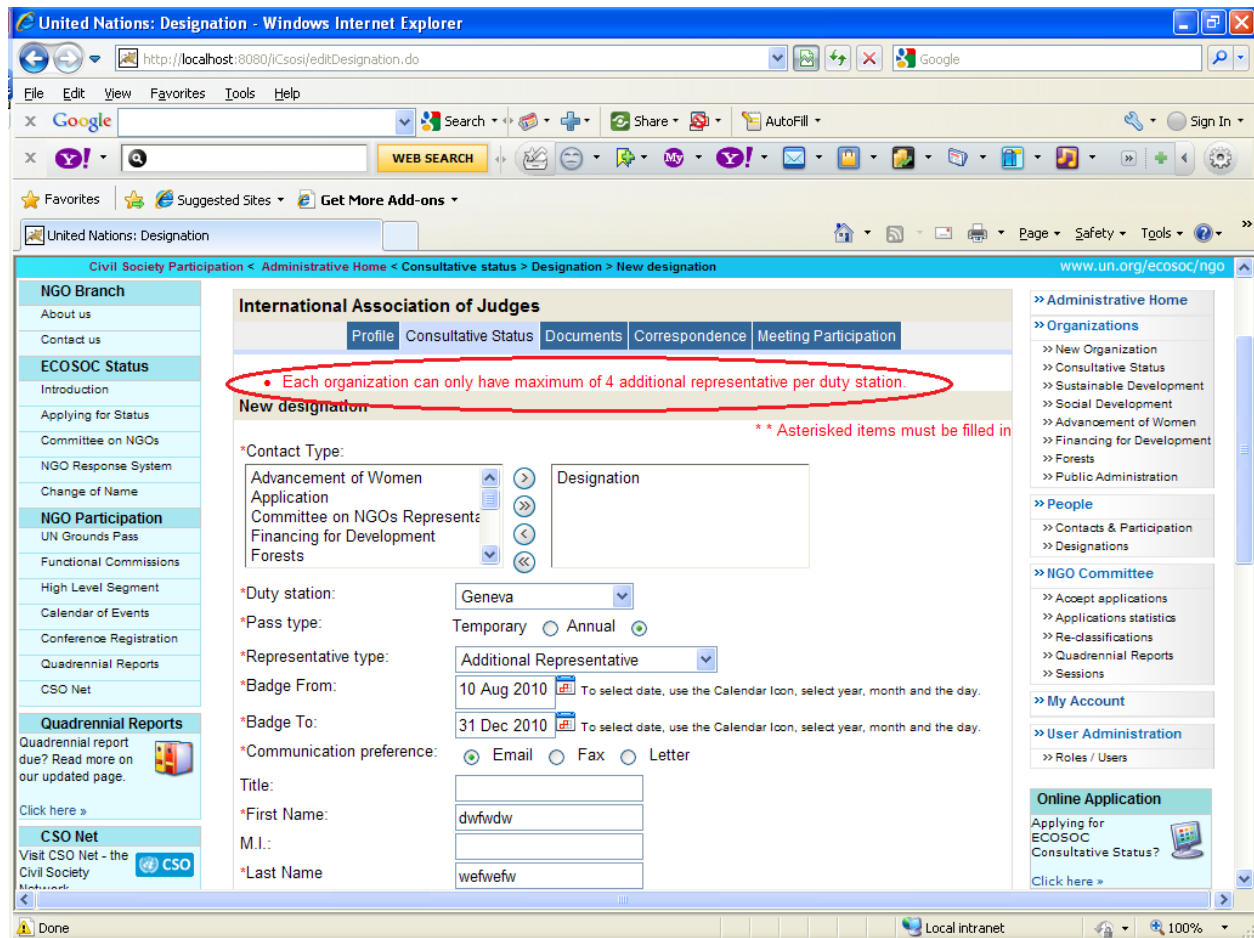 United Nations: Designation - Windows Internet Explorer
http://localhost:8080/iCsosi/editDesignation.do
Google
File Edit View Favorites Tools Help
x Google Search Share AutoFill Sign In
x Y! WEB SEARCH My Y!
Favorites Suggested Sites Get More Add-ons
United Nations: Designation
Page Safety Tools
Civil Society Participation < Administrative Home < Consultative status > Designation > New designation
www.un.org/ecosoc/ngo
NGO Branch
About us
Contact us
ECOSOC Status
Introduction
Applying for Status
Committee on NGOs
NGO Response System
Change of Name
NGO Participation
UN Grounds Pass
Functional Commissions
High Level Segment
Calendar of Events
Conference Registration
Quadrennial Reports
CSO Net
Quadrennial Reports
Quadrennial report
due? Read more on
our updated page.
Click here »
CSO Net
Visit CSO Net - the
Civil Society
Network
CSO
International Association of Judges
Profile Consultative Status Documents Correspondence Meeting Participation
• Each organization can only have maximum of 4 additional representative per duty station.
New designation
* * Asterisked items must be filled in
*Contact Type:
Advancement of Women
Application
Committee on NGOs Representa
Financing for Development
Forests
Designation
*Duty station: Geneva
*Pass type: Temporary Annual
*Representative type: Additional Representative
*Badge From: 10 Aug 2010 To select date, use the Calendar Icon, select year, month and the day.
*Badge To: 31 Dec 2010 To select date, use the Calendar Icon, select year, month and the day.
*Communication preference: Email Fax Letter
Title:
*First Name: dwfwdw
M.I.:
*Last Name wefwefw
» Administrative Home
» Organizations
» New Organization
» Consultative Status
» Sustainable Development
» Social Development
» Advancement of Women
» Financing for Development
» Forests
» Public Administration
» People
» Contacts & Participation
» Designations
» NGO Committee
» Accept applications
» Applications statistics
» Re-classifications
» Quadrennial Reports
» Sessions
» My Account
» User Administration
» Roles / Users
Online Application
Applying for
ECOSOC
Consultative Status?
Click here »
Done Local intranet 100%